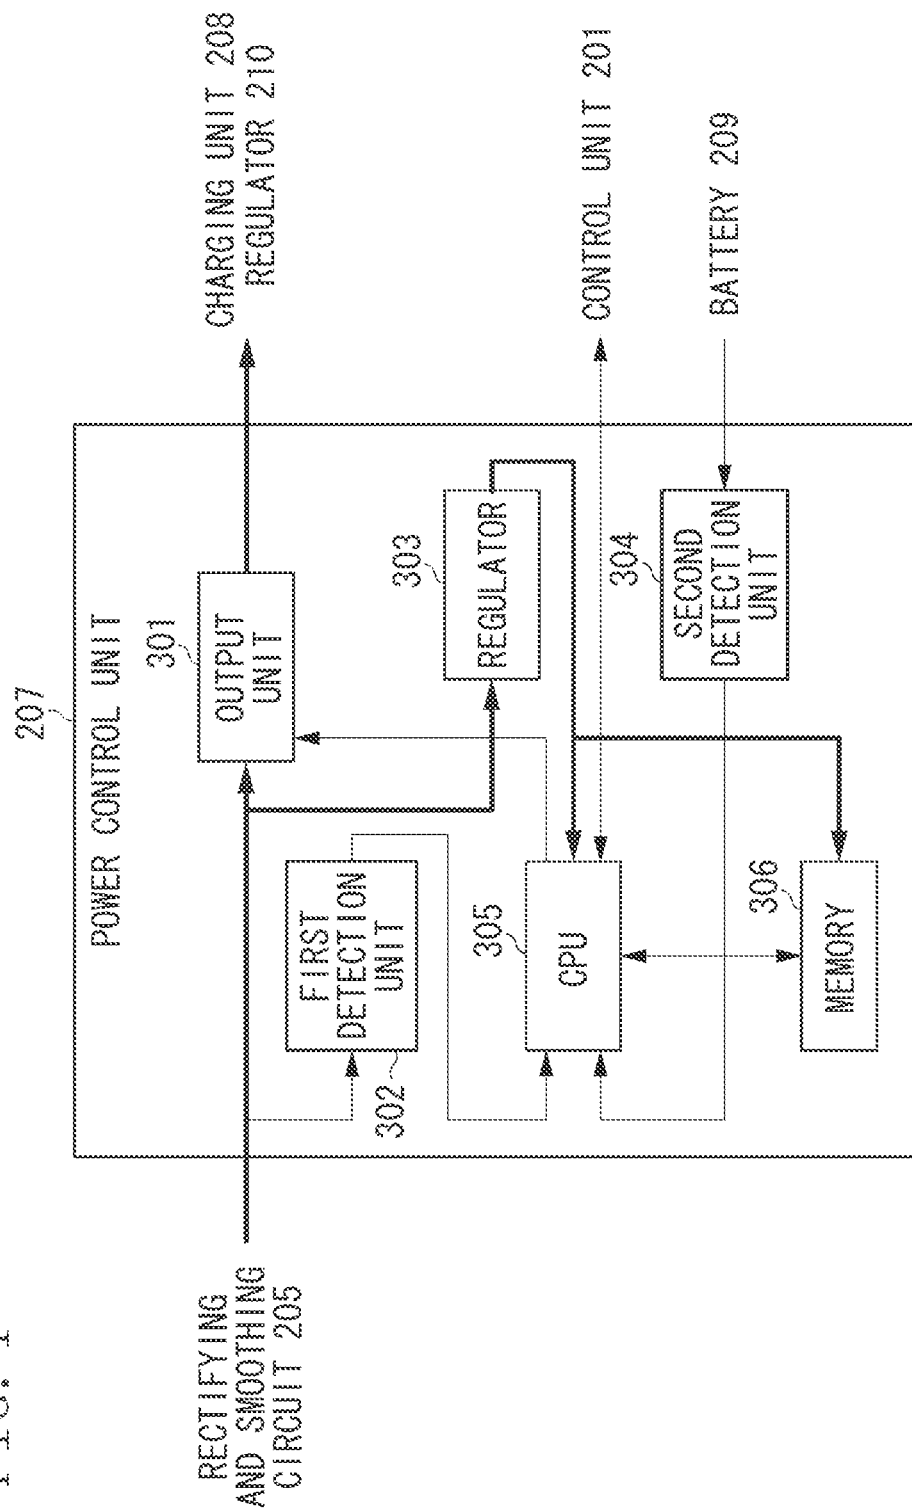 207
POWER CONTROL UNIT
CHARGING UNIT 208
REGULATOR 210
301
OUTPUT
UNIT
RECTIFYING
AND SMOOTHING
CIRCUIT 205
FIRST
DETECTION
UNIT
302
303
REGULATOR
305
CPU
CONTROL UNIT 201
304
SECOND
DETECTION
UNIT
BATTERY 209
306
MEMORY